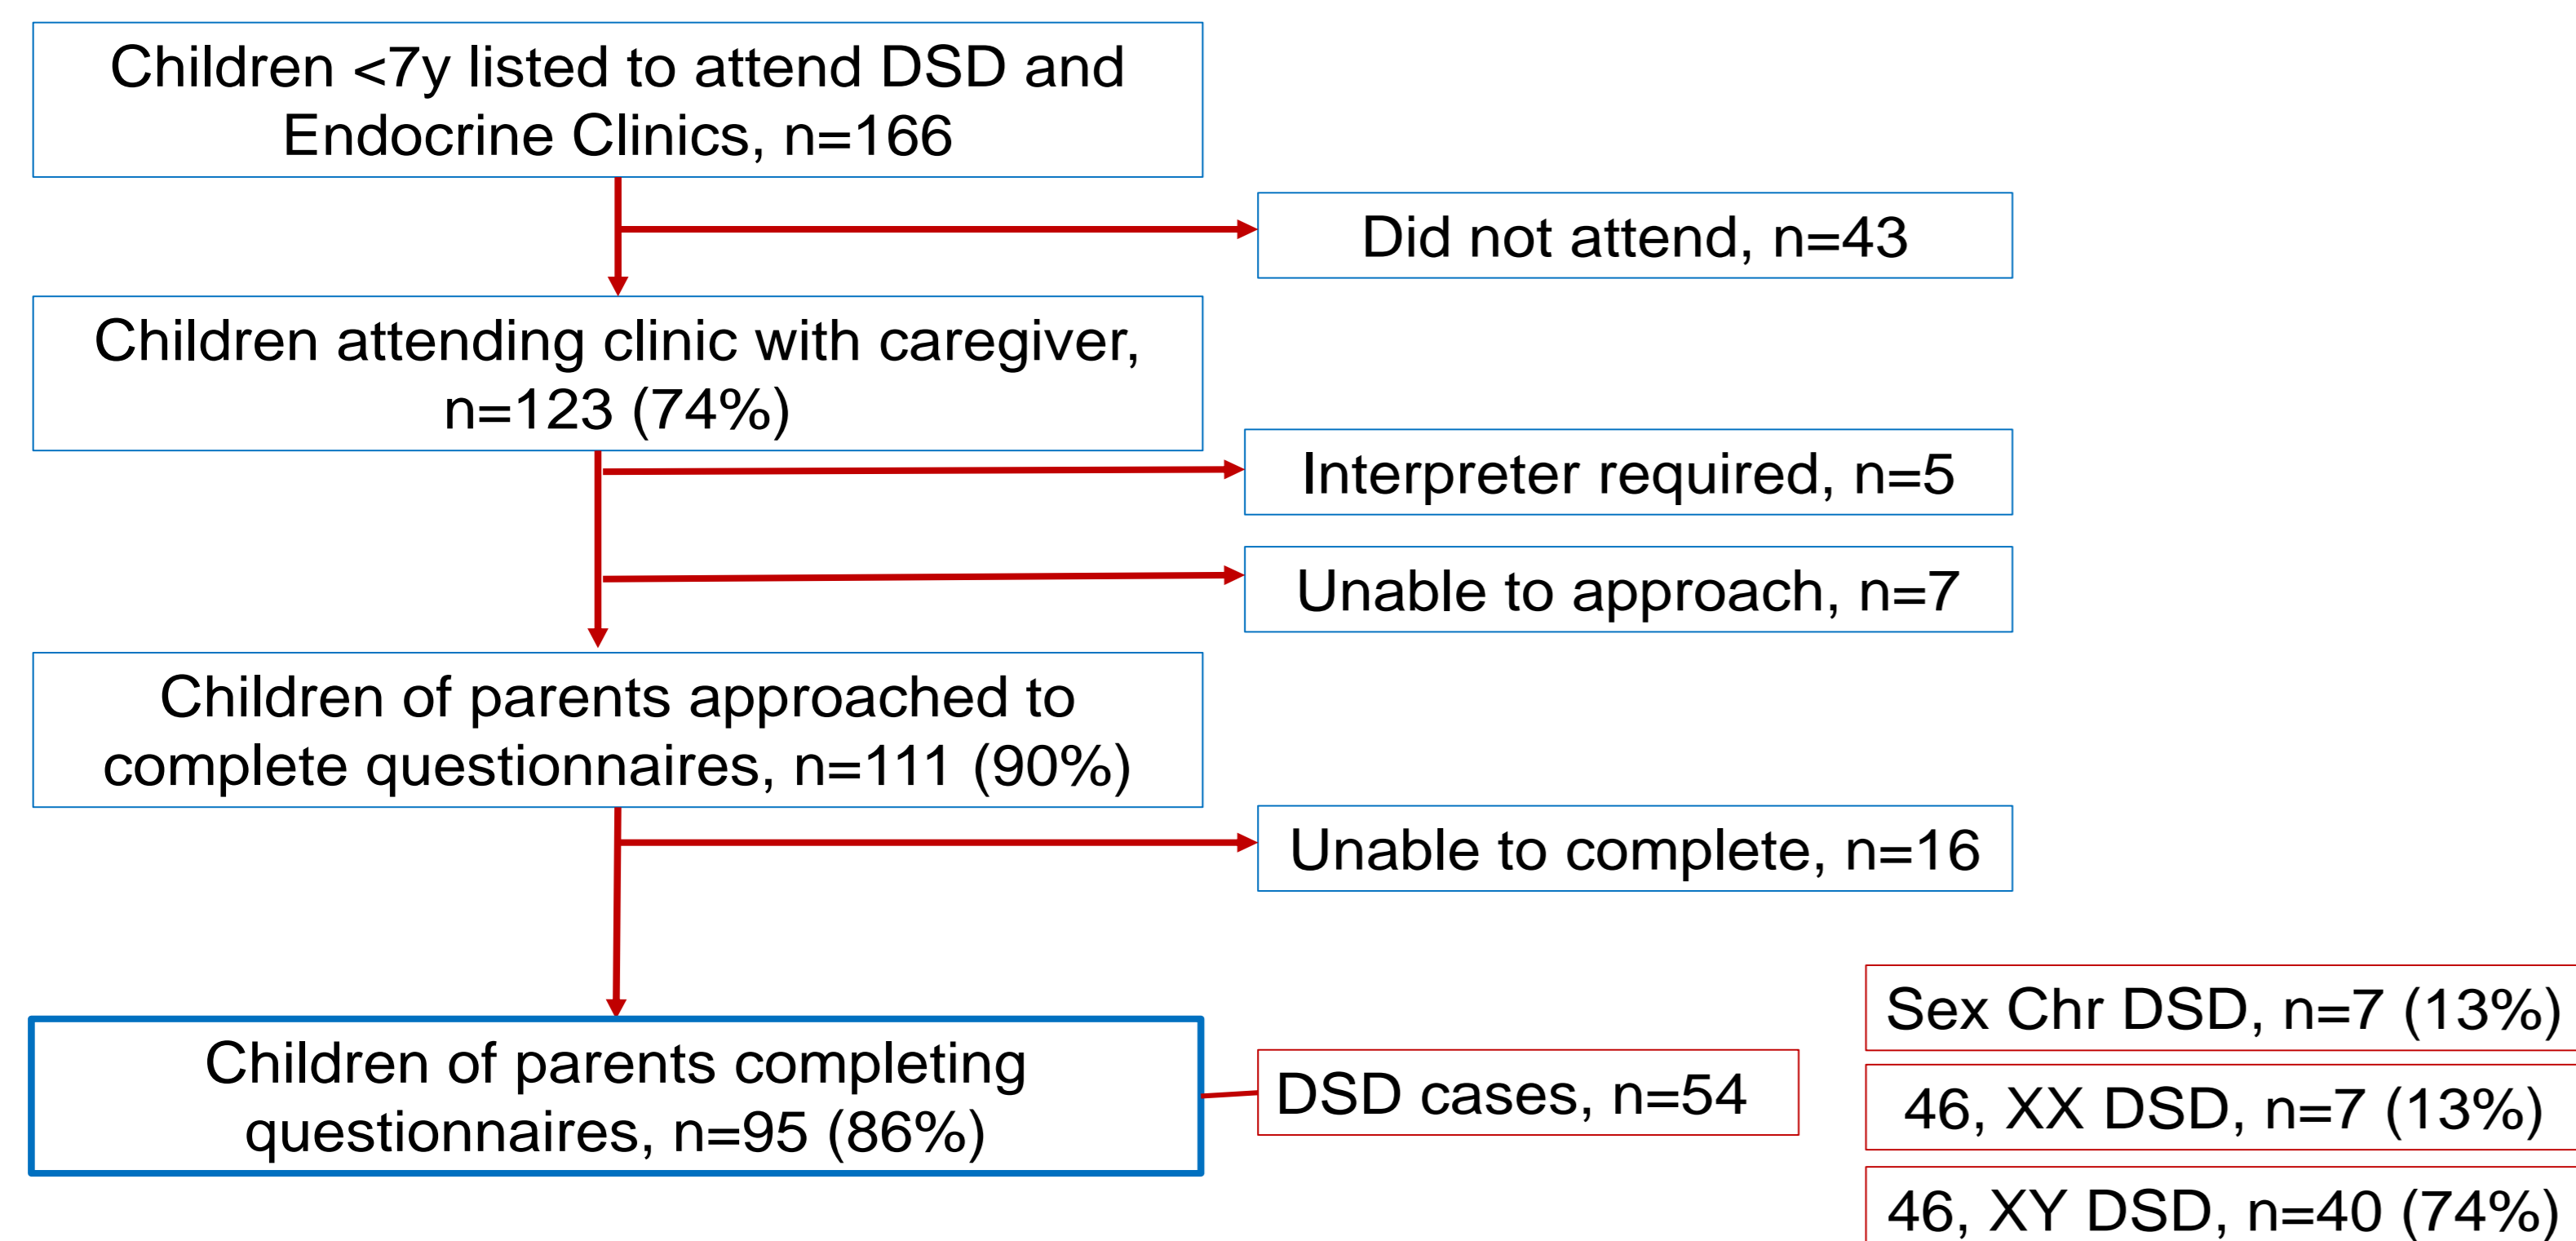 Children <7y listed to attend DSD and
Endocrine Clinics, n=166
Did not attend, n=43
Children attending clinic with caregiver,
n=123 (74%)
Interpreter required, n=5
Unable to approach, n=7
Children of parents approached to
complete questionnaires, n=111 (90%)
Unable to complete, n=16
Children of parents completing
questionnaires, n=95 (86%)
DSD cases, n=54
Sex Chr DSD, n=7 (13%)
46, XX DSD, n=7 (13%)
46, XY DSD, n=40 (74%)